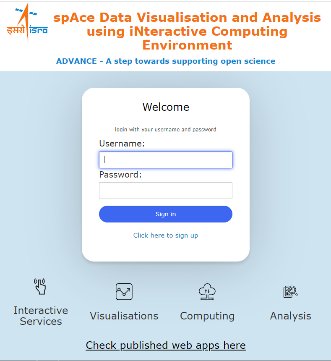 इसरो isro
spAce Data Visualisation and Analysis
using iNteractive Computing
Environment
ADVANCE - A step towards supporting open science
Welcome
login with your username and password
Username:
Password:
Sign in
Click here to sign up
Interactive
Services
Visualisations
Computing
Analysis
Check published web apps here